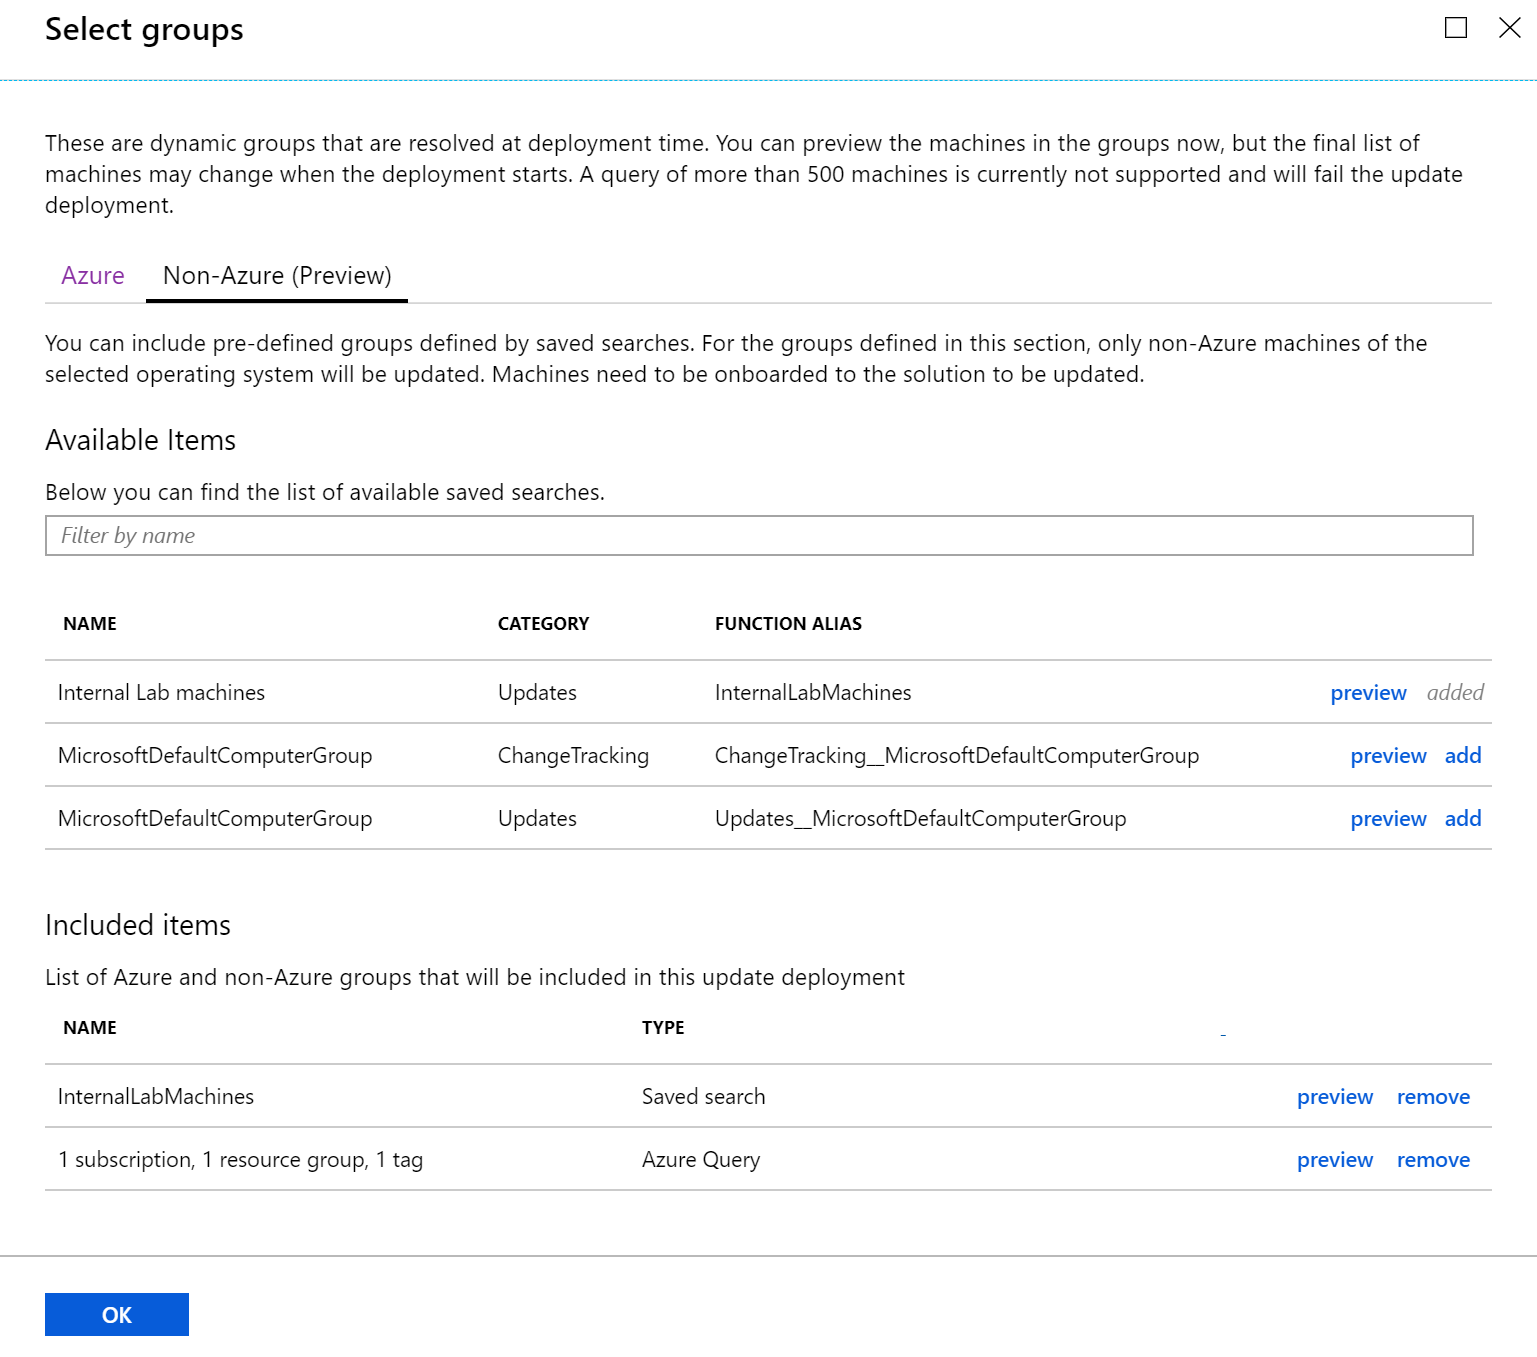 Select groups
These are dynamic groups that are resolved at deployment time. You can preview the machines in the groups now, but the final list of
machines may change when the deployment starts. A query of more than 500 machines is currently not supported and will fail the update
deployment.
Azure Non-Azure (Preview)
You can include pre-defined groups defined by saved searches. For the groups defined in this section, only non-Azure machines of the
selected operating system will be updated. Machines need to be onboarded to the solution to be updated.
Available Items
Below you can find the list of available saved searches.
Filter by name
NAME CATEGORY FUNCTION ALIAS
Internal Lab machines Updates InternalLabMachines preview added
MicrosoftDefaultComputerGroup ChangeTracking ChangeTracking__MicrosoftDefaultComputerGroup preview add
MicrosoftDefaultComputerGroup Updates Updates__MicrosoftDefaultComputerGroup preview add
Included items
List of Azure and non-Azure groups that will be included in this update deployment
NAME TYPE -
InternalLabMachines Saved search preview remove
1 subscription, 1 resource group, 1 tag Azure Query preview remove
OK